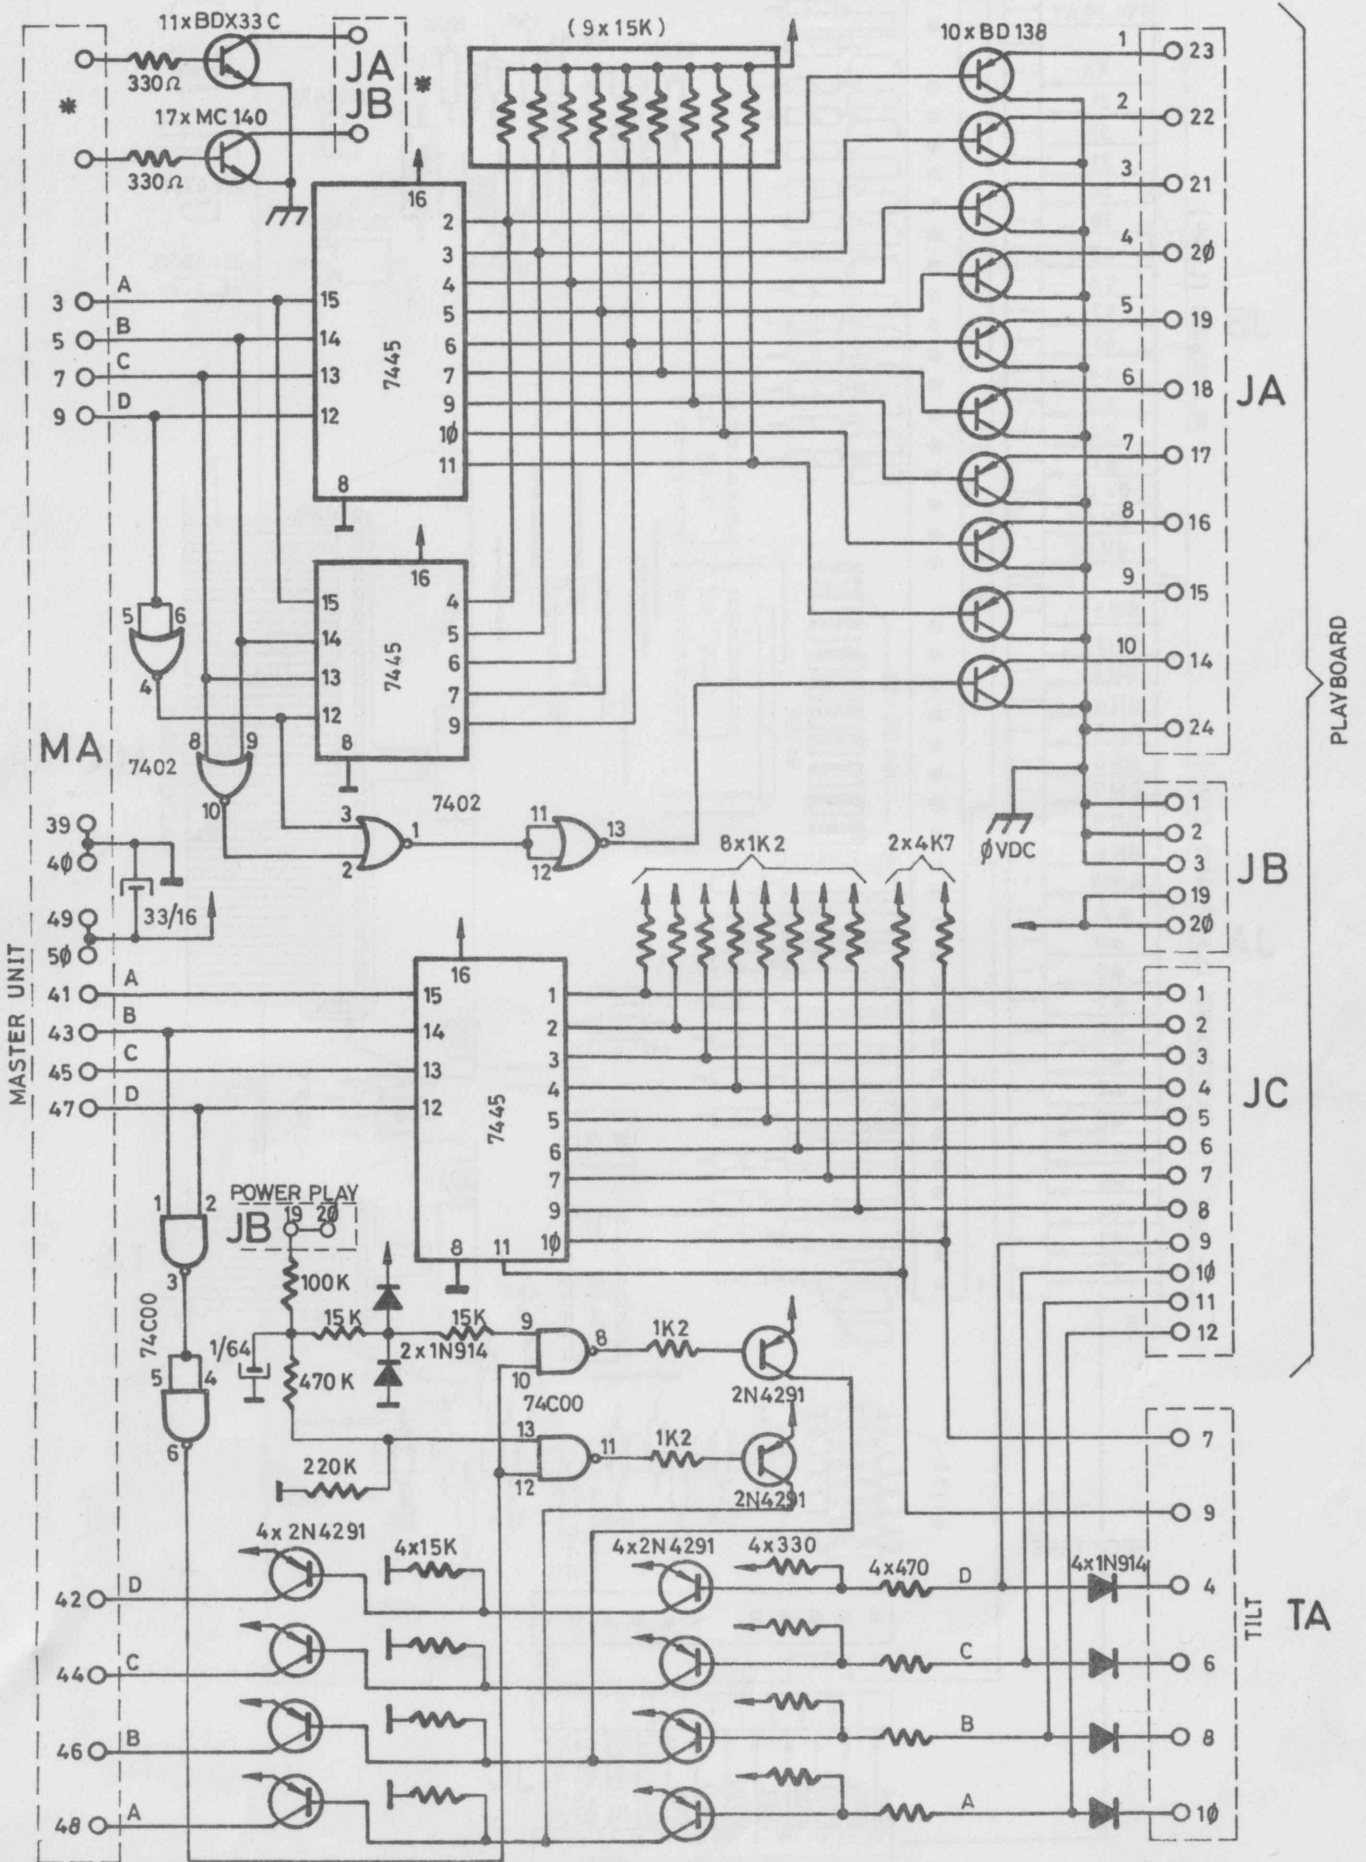 11xBDX33C
(9x15K)
10xBD138
330Ω
JA
JB
*
*
17xMC140
330Ω
1
23
2
22
3
21
4
2Ø
5
19
6
18
7
17
8
16
9
15
10
14
24
JA
PLAYBOARD
16
15
14
13
12
7445
2
3
4
5
6
7
9
1Ø
11
8
3
A
5
B
7
C
9
D
16
15
14
13
12
7445
4
5
6
7
9
8
5
6
4
8
9
10
7402
MA
3
2
1
7402
11
12
13
39
4Ø
33/16
49
5Ø
8x1K2
2x4K7
ØVDC
1
2
3
19
2Ø
JB
MASTER UNIT
41
A
43
B
45
C
47
D
16
15
14
13
12
7445
1
2
3
4
5
6
7
9
1Ø
8
11
1
2
3
4
5
6
7
8
9
1Ø
11
12
JC
1
2
3
74C00
5
4
6
POWER PLAY
JB
19
2Ø
100K
15K
15K
2x1N914
1/64
470K
220K
9
10
8
74C00
1K2
2N4291
13
12
11
1K2
2N4291
4x2N4291
4x15K
4x2N4291
4x330
4x470
4x1N914
42
D
44
C
46
B
48
A
D
C
B
A
7
9
4
6
8
1Ø
TILT
TA